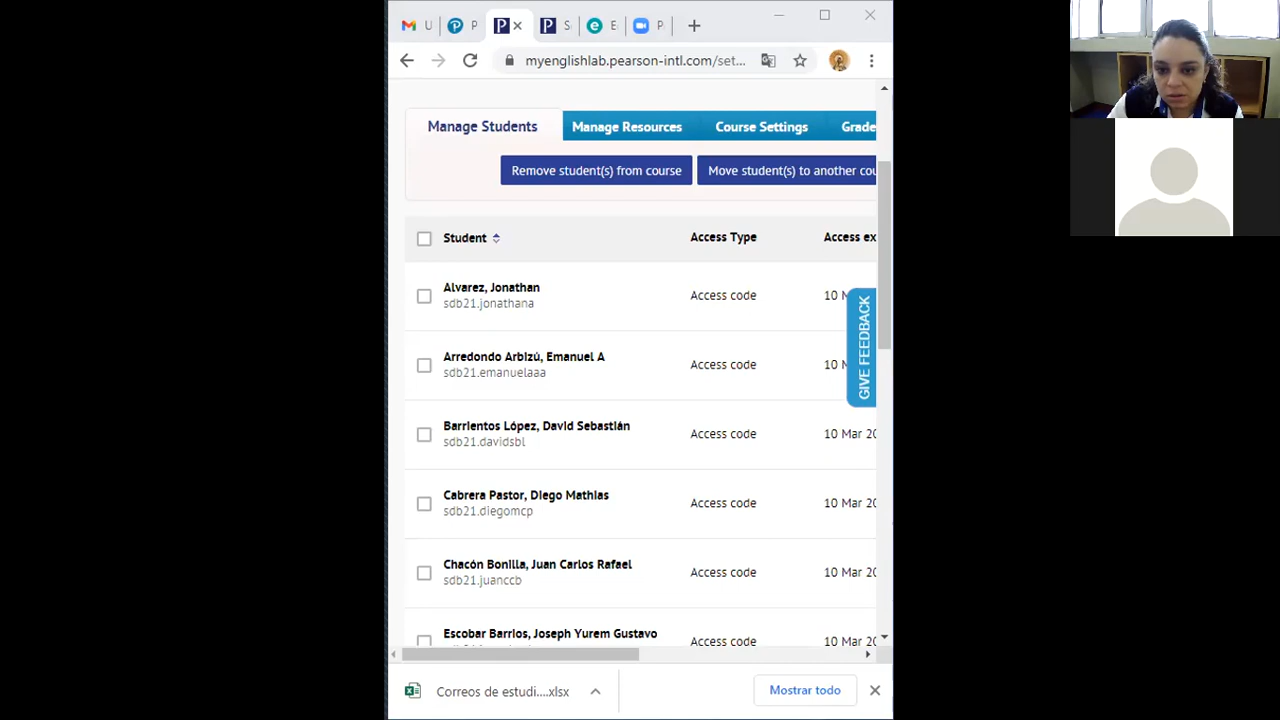 U
P
S
E
P
myenglishlab.pearson-intl.com/set...
Manage Students
Manage Resources
Course Settings
Grade
Remove student(s) from course
Move student(s) to another cou
Student
Access Type
Access ex
Alvarez, Jonathan
sdb21.jonathana
Access code
10 M
Arredondo Arbizú, Emanuel A
sdb21.emanuelaaa
Access code
10 M
Barrientos López, David Sebastián
sdb21.davidsbl
Access code
10 Mar 20
Cabrera Pastor, Diego Mathias
sdb21.diegomcp
Access code
10 Mar 20
Chacón Bonilla, Juan Carlos Rafael
sdb21.juanccb
Access code
10 Mar 20
Escobar Barrios, Joseph Yurem Gustavo
Access code
10 Mar 20
GIVE FEEDBACK
Correos de estudi....xlsx
Mostrar todo